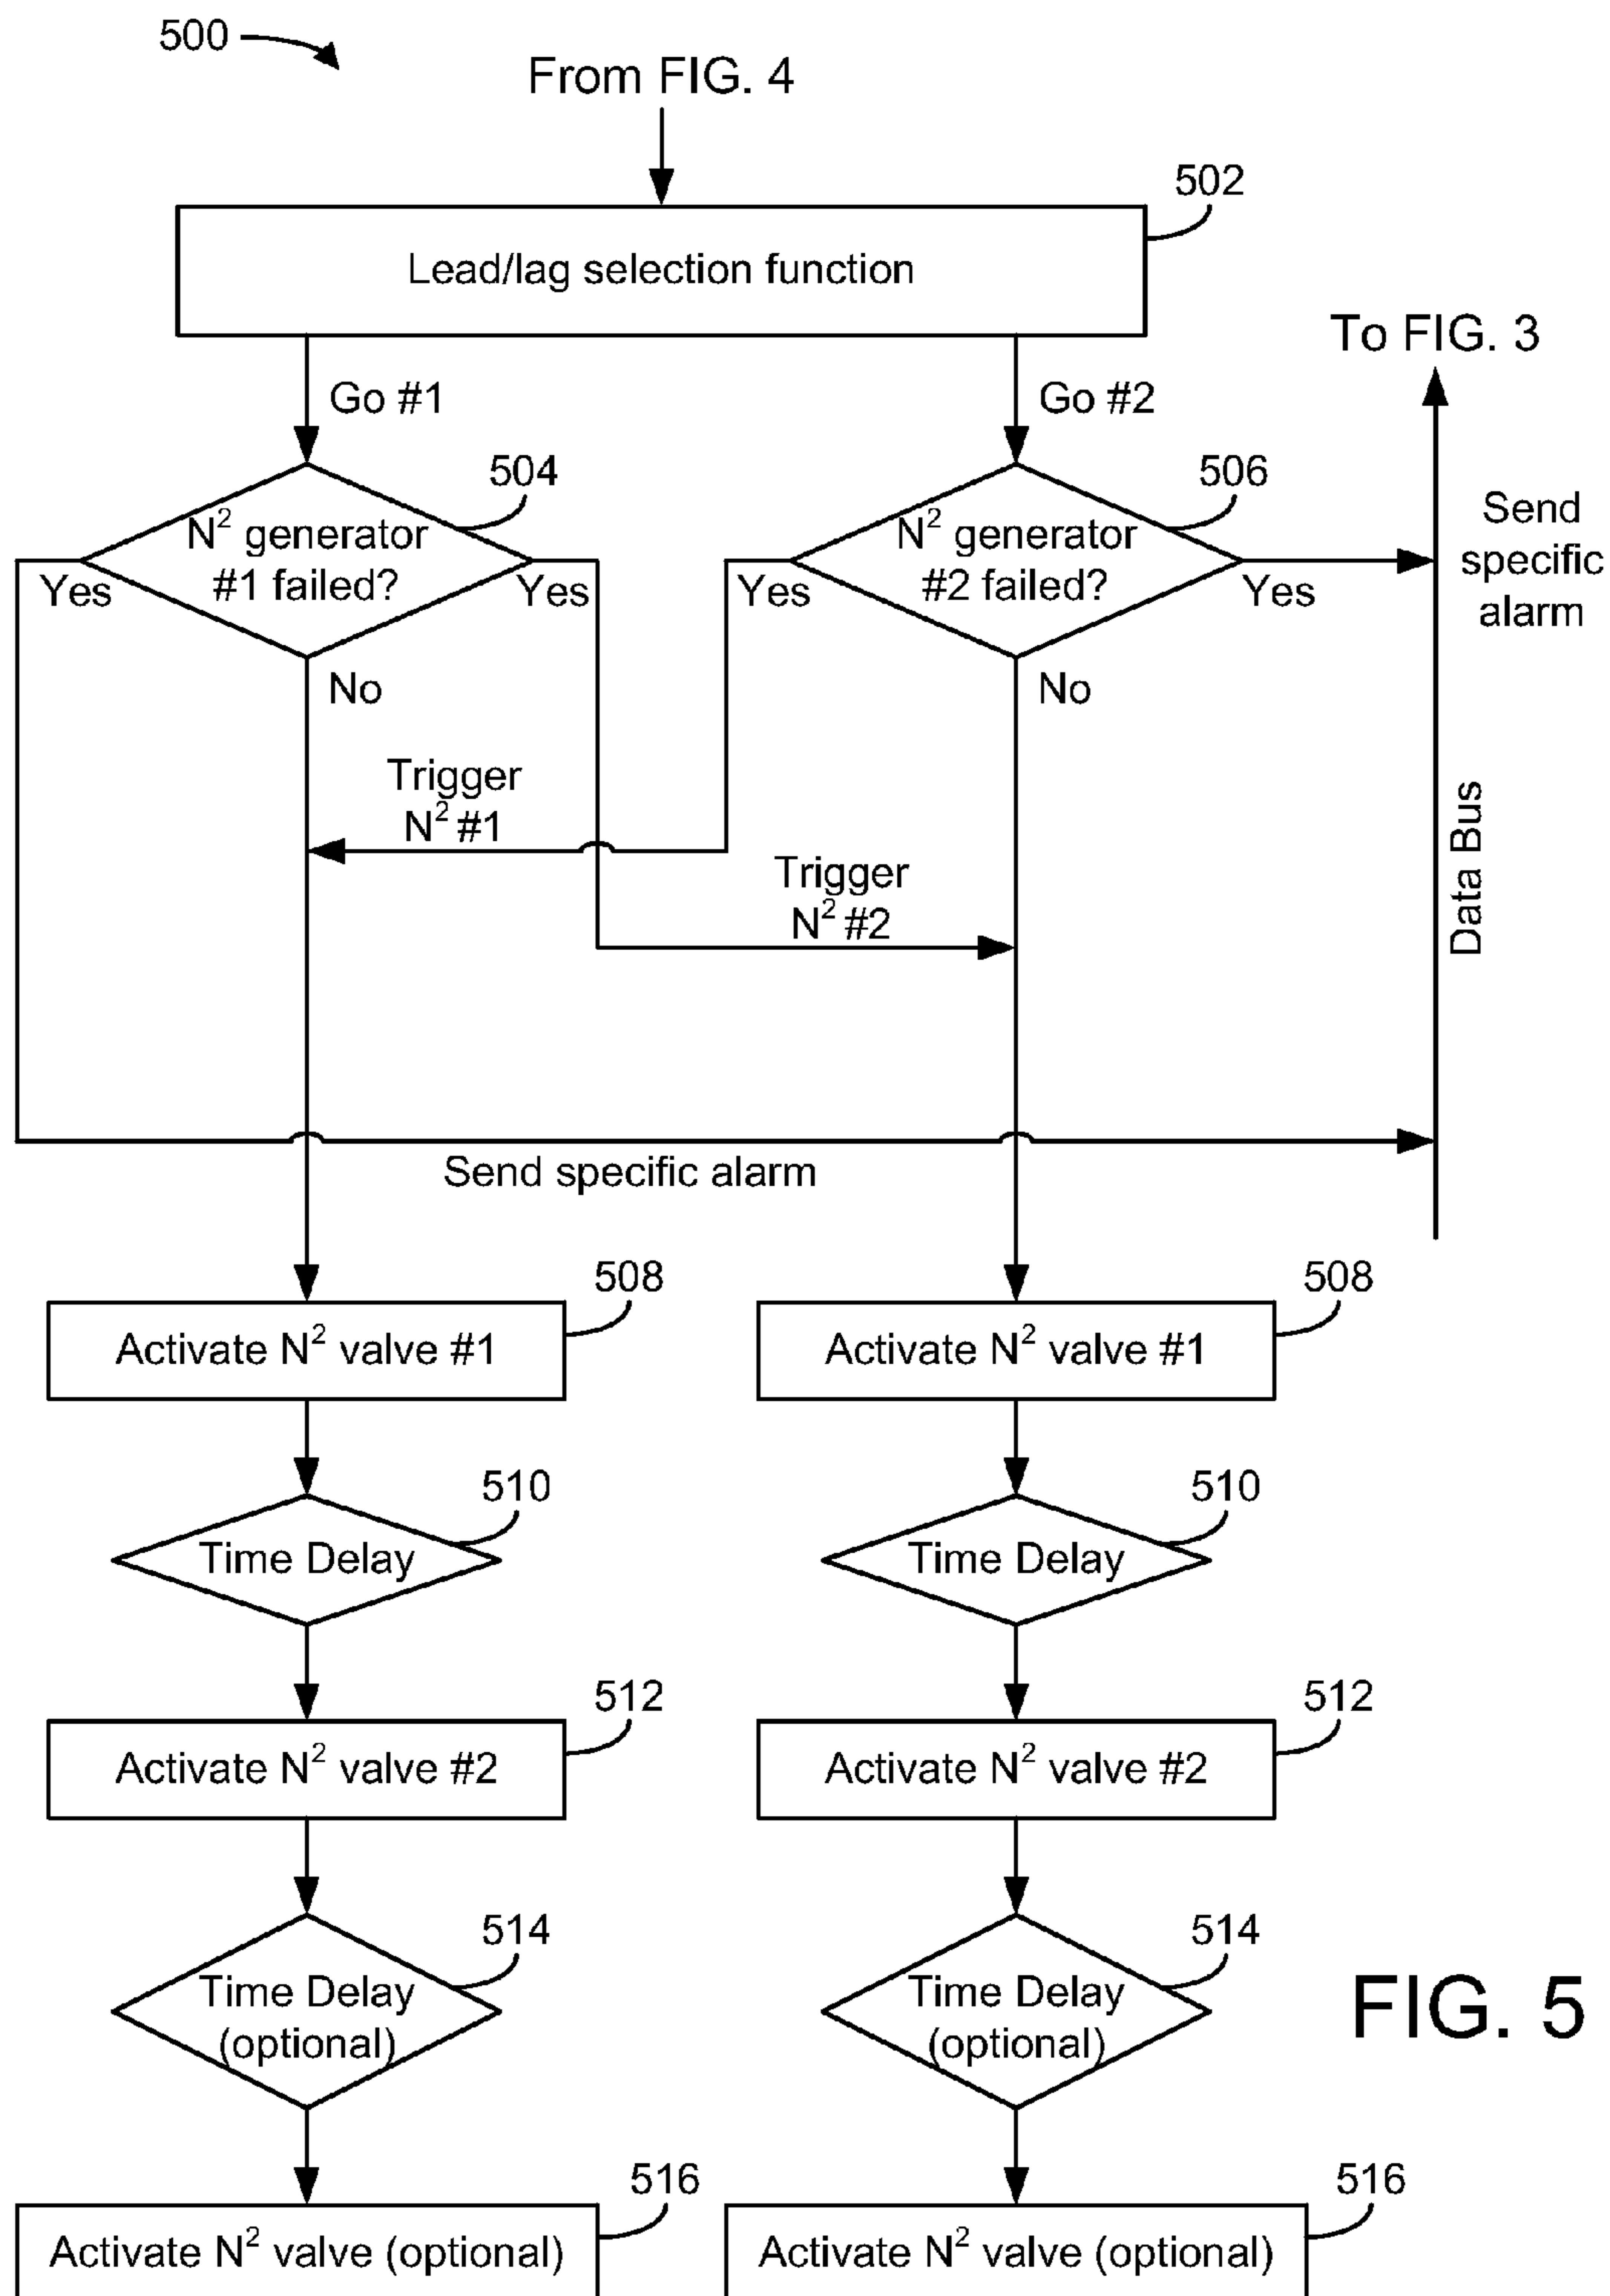 500
From FIG. 4
502
Lead/lag selection function
To FIG. 3
Go #1
Go #2
504
506
N² generator
#1 failed?
N² generator
#2 failed?
Send
specific
alarm
Yes
Yes
Yes
Yes
No
No
Trigger
N² #1
Trigger
N² #2
Data Bus
Send specific alarm
508
508
Activate N² valve #1
Activate N² valve #1
510
510
Time Delay
Time Delay
512
512
Activate N² valve #2
Activate N² valve #2
514
514
Time Delay
(optional)
Time Delay
(optional)
FIG. 5
516
516
Activate N² valve (optional)
Activate N² valve (optional)